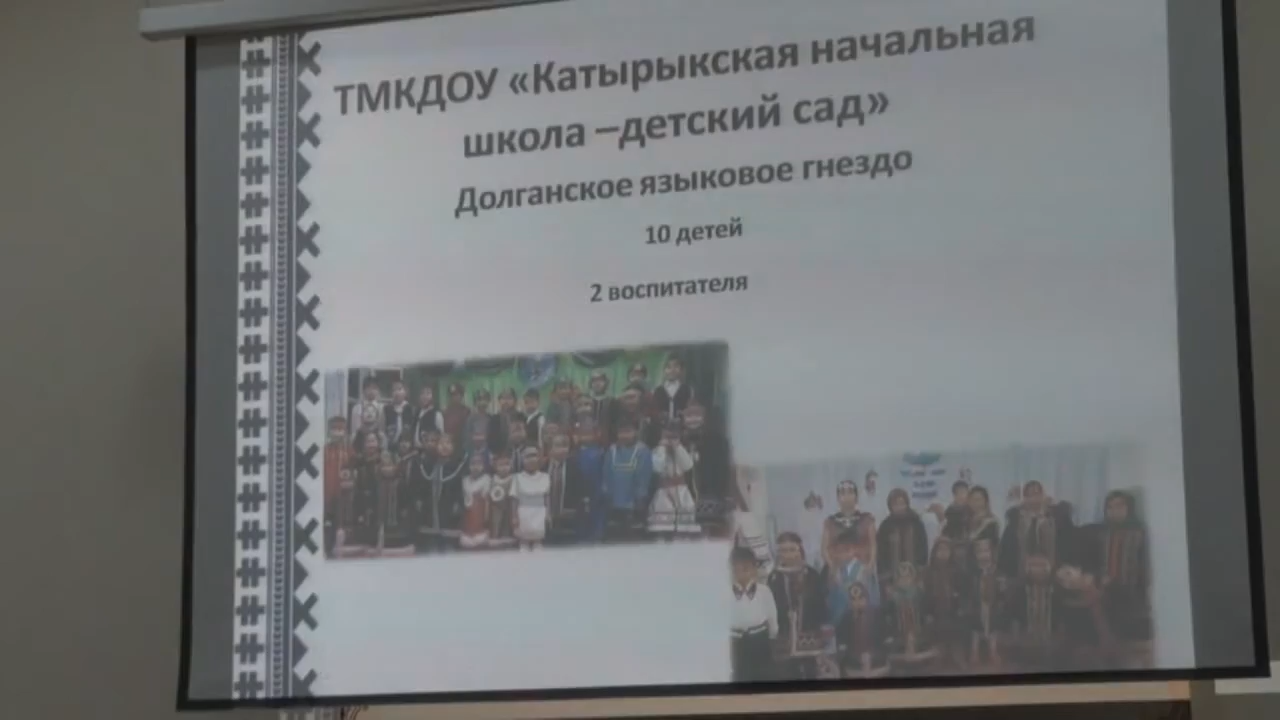 ТМКДОУ «Катырыкская начальная
школа –детский сад»
Долганское языковое гнездо
10 детей
2 воспитателя